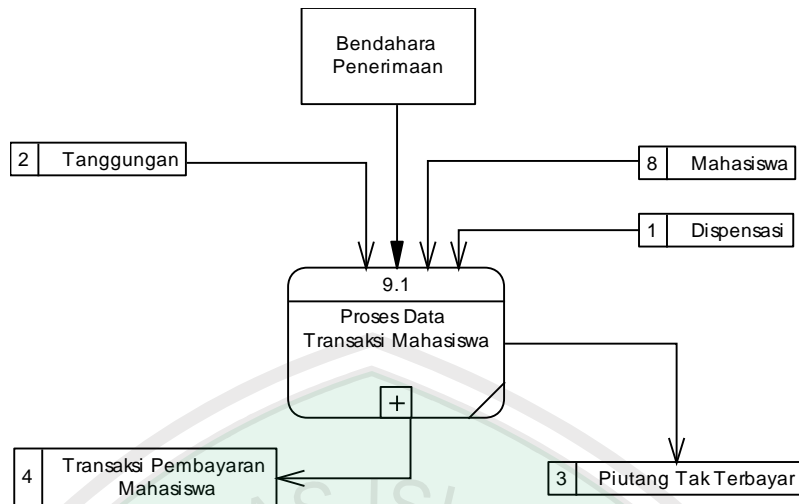 Bendahara
Penerimaan
2 Tanggungan
8 Mahasiswa
1 Dispensasi
9.1
Proses Data
Transaksi Mahasiswa
+
4 Transaksi Pembayaran
Mahasiswa
3 Piutang Tak Terbayar